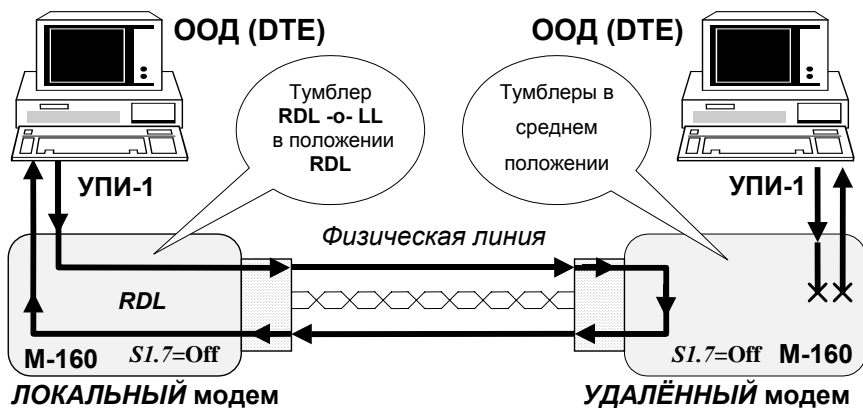 ООД (DTE)
ООД (DTE)
Тумблер
RDL -o- LL
в положении
RDL
Тумблеры в
среднем
положении
УПИ-1
УПИ-1
Физическая линия
RDL
М-160
S1.7=Off
S1.7=Off
М-160
ЛОКАЛЬНЫЙ модем
УДАЛЁННЫЙ модем